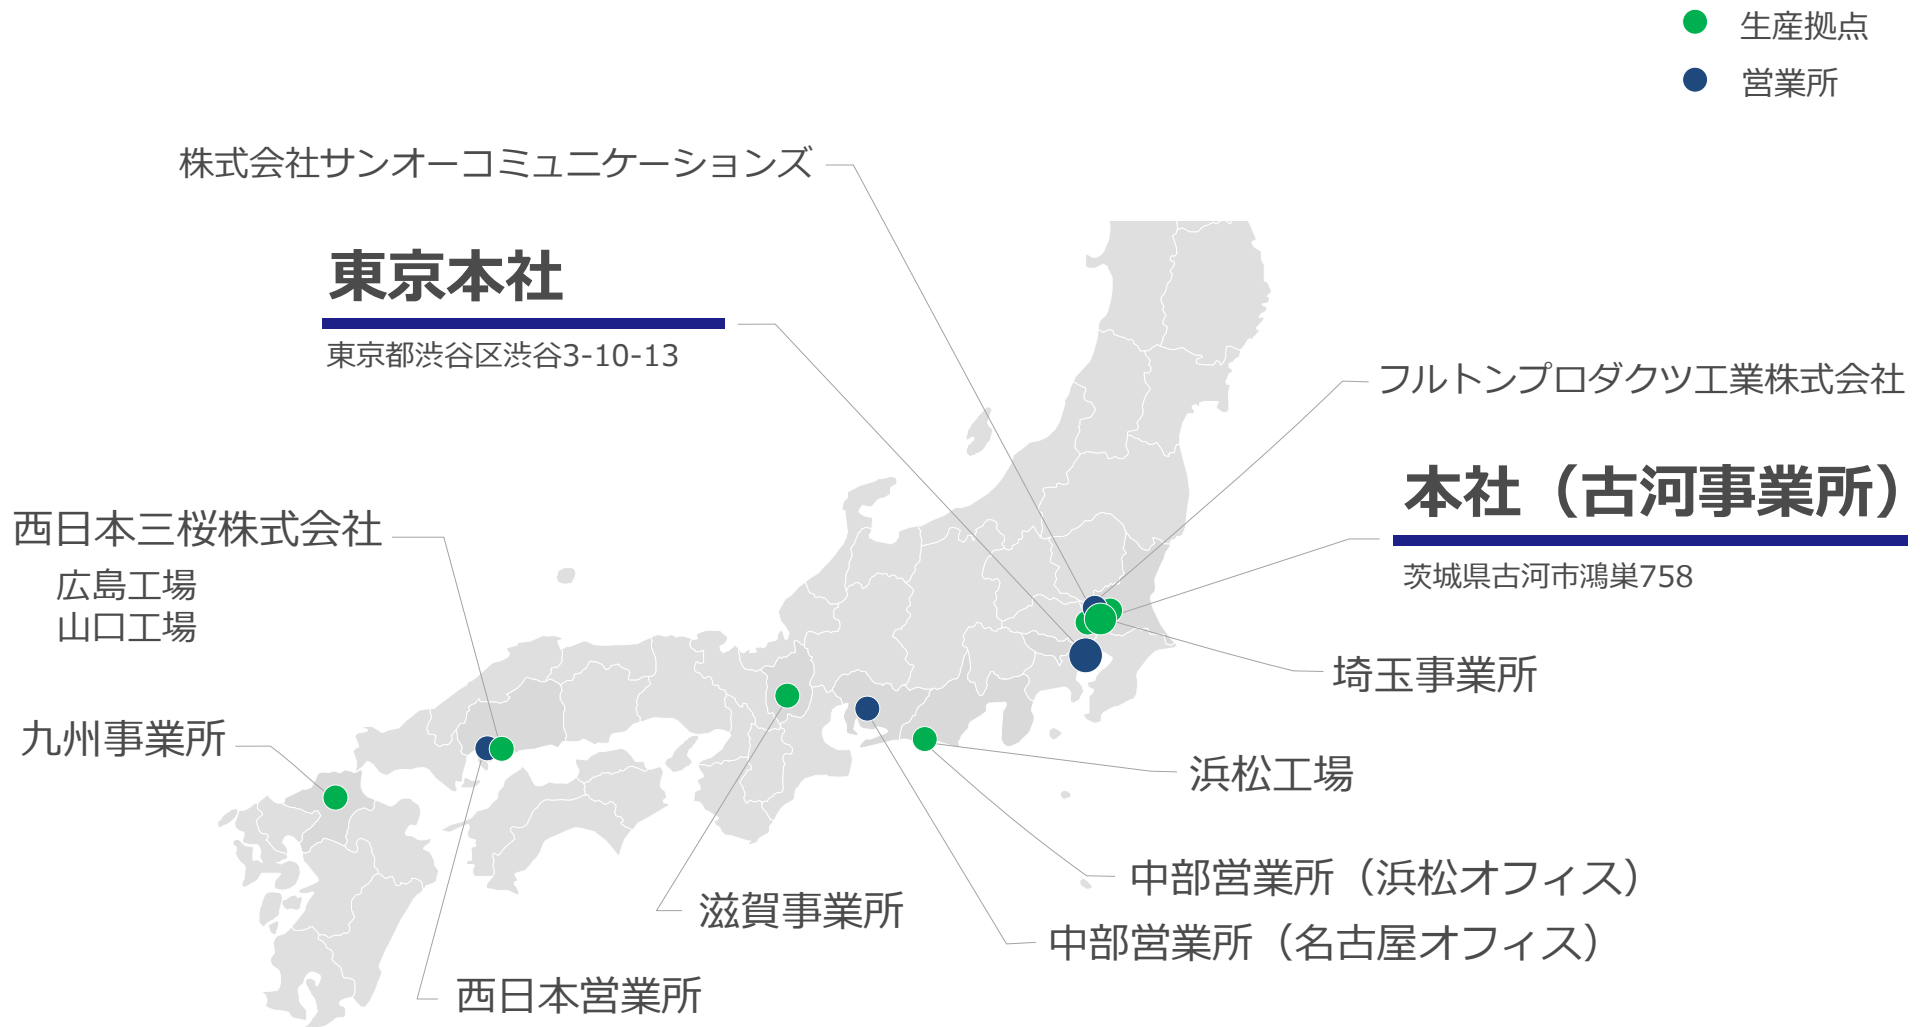 生産拠点
営業所
株式会社サンオーコミュニケーションズ
東京本社
東京都渋谷区渋谷3-10-13
フルトンプロダクツ工業株式会社
本社（古河事業所）
茨城県古河市鴻巣758
西日本三桜株式会社
広島工場
山口工場
埼玉事業所
九州事業所
浜松工場
中部営業所（浜松オフィス）
滋賀事業所
中部営業所（名古屋オフィス）
西日本営業所